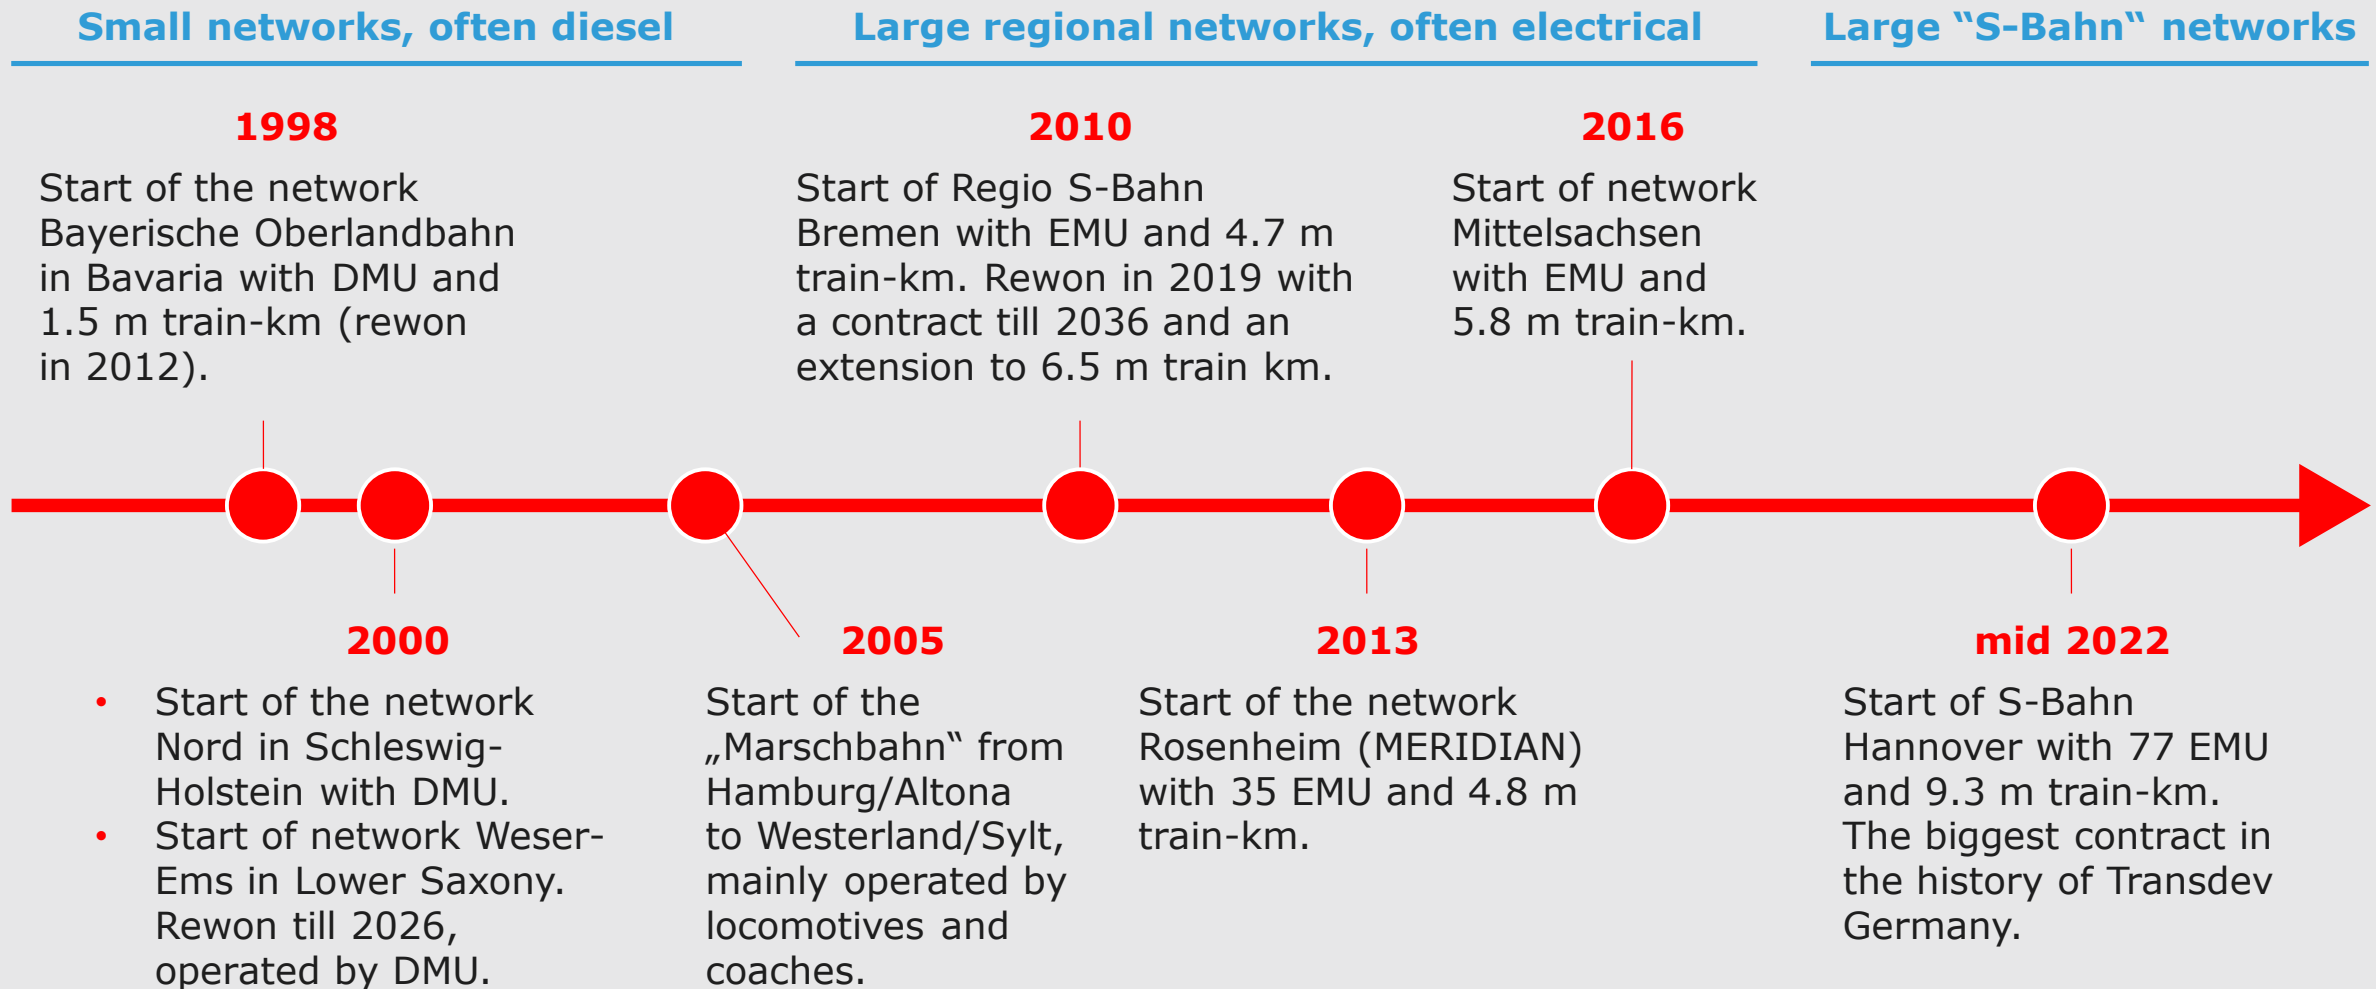 Small networks, often diesel
Large regional networks, often electrical
Large “S-Bahn“ networks
1998
Start of the network
Bayerische Oberlandbahn
in Bavaria with DMU and
1.5 m train-km (rewon
in 2012).
2010
Start of Regio S-Bahn
Bremen with EMU and 4.7 m
train-km. Rewon in 2019 with
a contract till 2036 and an
extension to 6.5 m train km.
2016
Start of network
Mittelsachsen
with EMU and
5.8 m train-km.
2000
• Start of the network
Nord in Schleswig-
Holstein with DMU.
• Start of network Weser-
Ems in Lower Saxony.
Rewon till 2026,
operated by DMU.
2005
Start of the
„Marschbahn“ from
Hamburg/Altona
to Westerland/Sylt,
mainly operated by
locomotives and
coaches.
2013
Start of the network
Rosenheim (MERIDIAN)
with 35 EMU and 4.8 m
train-km.
mid 2022
Start of S-Bahn
Hannover with 77 EMU
and 9.3 m train-km.
The biggest contract in
the history of Transdev
Germany.